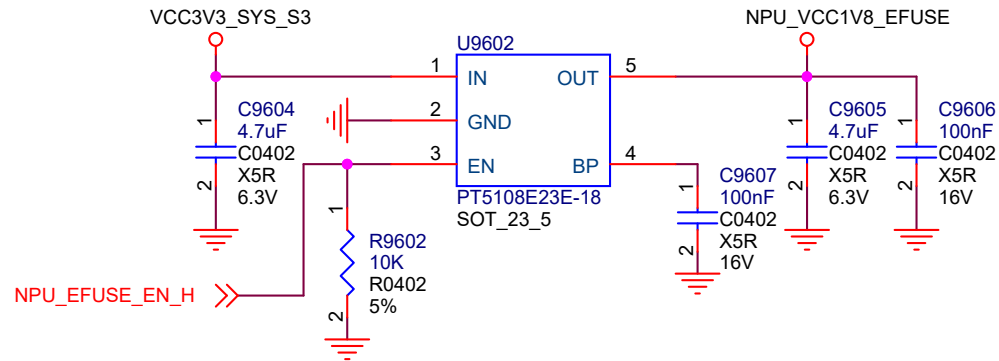 VCC3V3_SYS_S3
NPU_VCC1V8_EFUSE
U9602
1
IN
OUT
5
2
GND
3
EN
BP
4
PT5108E23E-18
SOT_23_5
1
C9604
4.7uF
C0402
X5R
6.3V
2
1
C9605
4.7uF
C0402
X5R
6.3V
2
1
C9606
100nF
C0402
X5R
16V
2
1
C9607
100nF
C0402
X5R
16V
2
1
R9602
10K
R0402
5%
2
NPU_EFUSE_EN_H